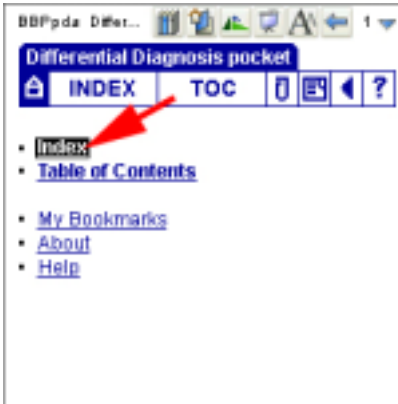 BBPpda Differ... A 1
Differential Diagnosis pocket
INDEX TOC ?
Index
Table of Contents
My Bookmarks
About
Help